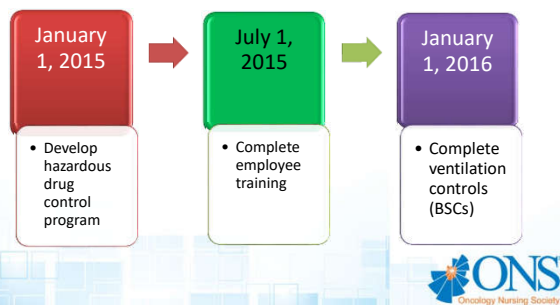 January
1, 2015
• Develop
hazardous
drug
control
program
July 1,
2015
• Complete
employee
training
January
1, 2016
• Complete
ventilation
controls
(BSCs)
ONS
Oncology Nursing Society